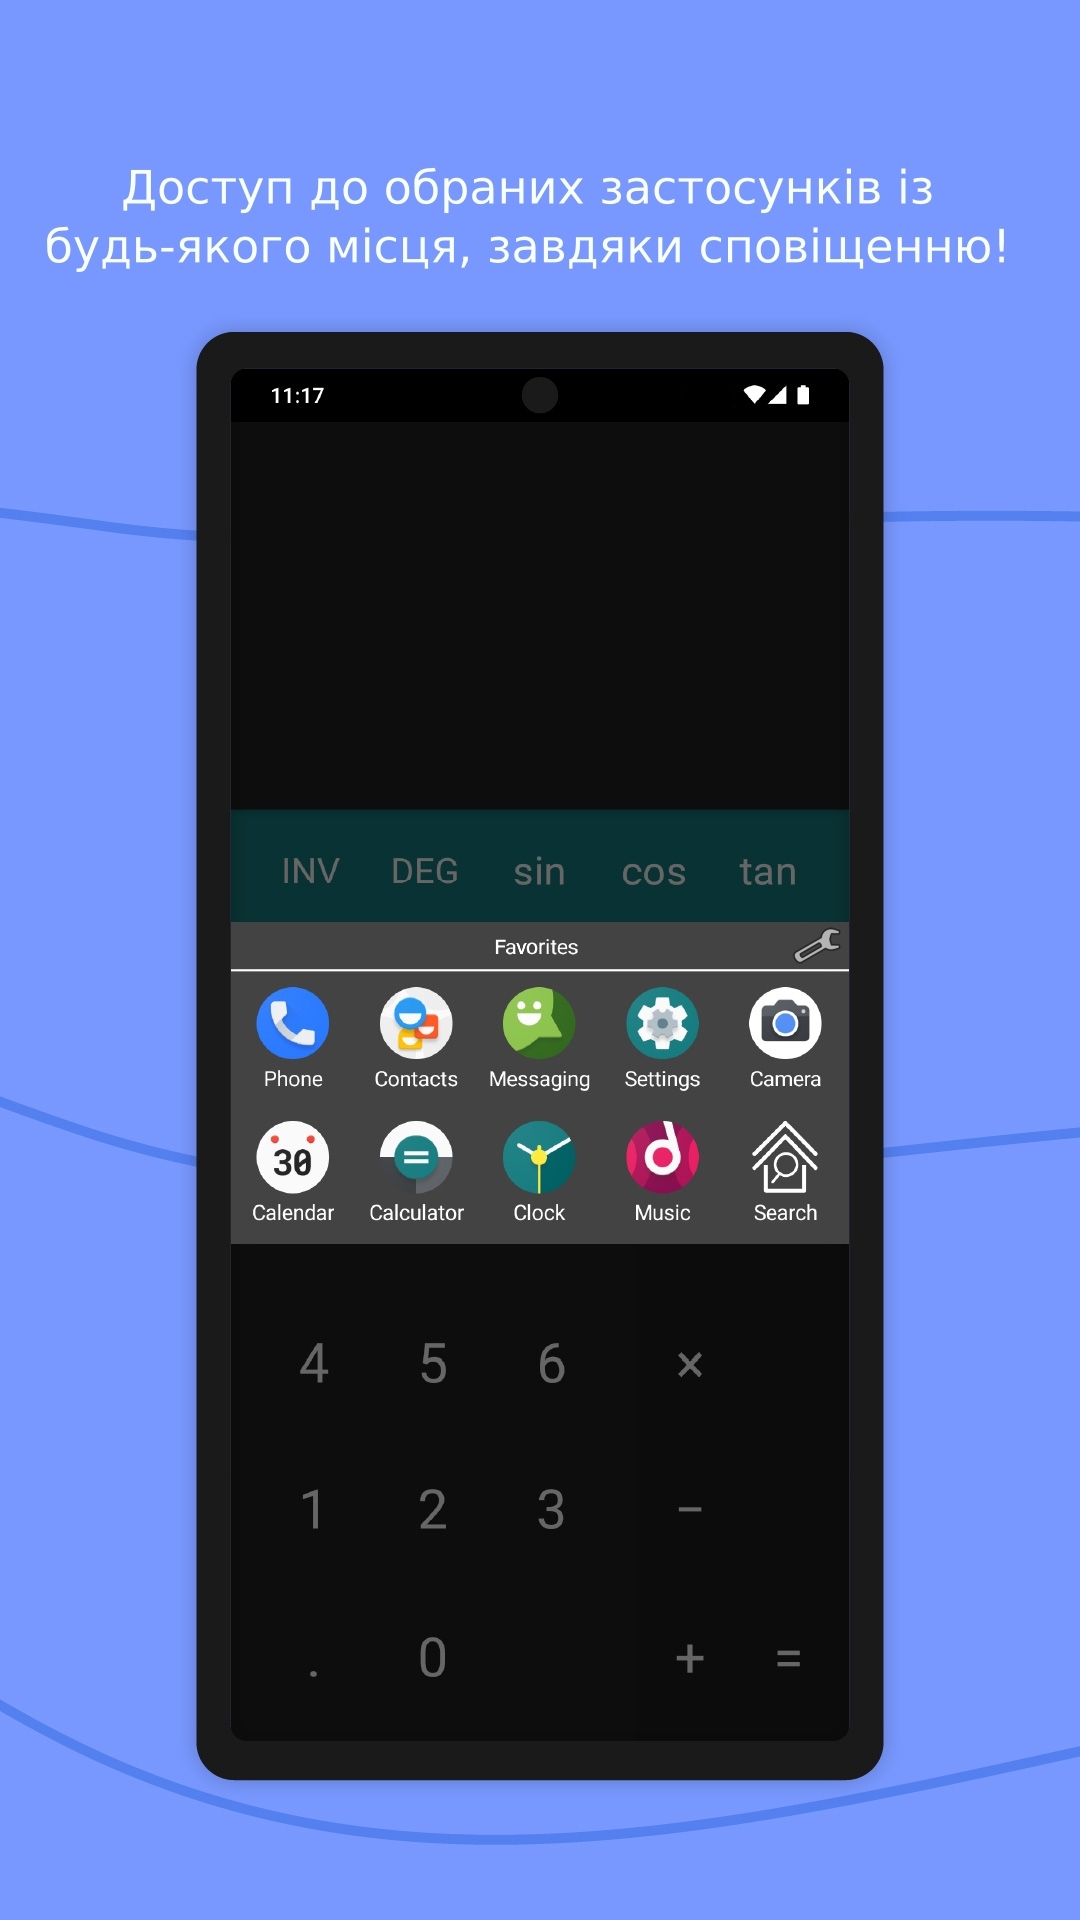 Доступ до обраних застосунків із
будь-якого місця, завдяки сповіщенню!
11:17
INV DEG sin cos tan
Favorites
Phone Contacts Messaging Settings Camera
30
Calendar Calculator Clock Music Search
4 5 6 ×
1 2 3 −
. 0 + =